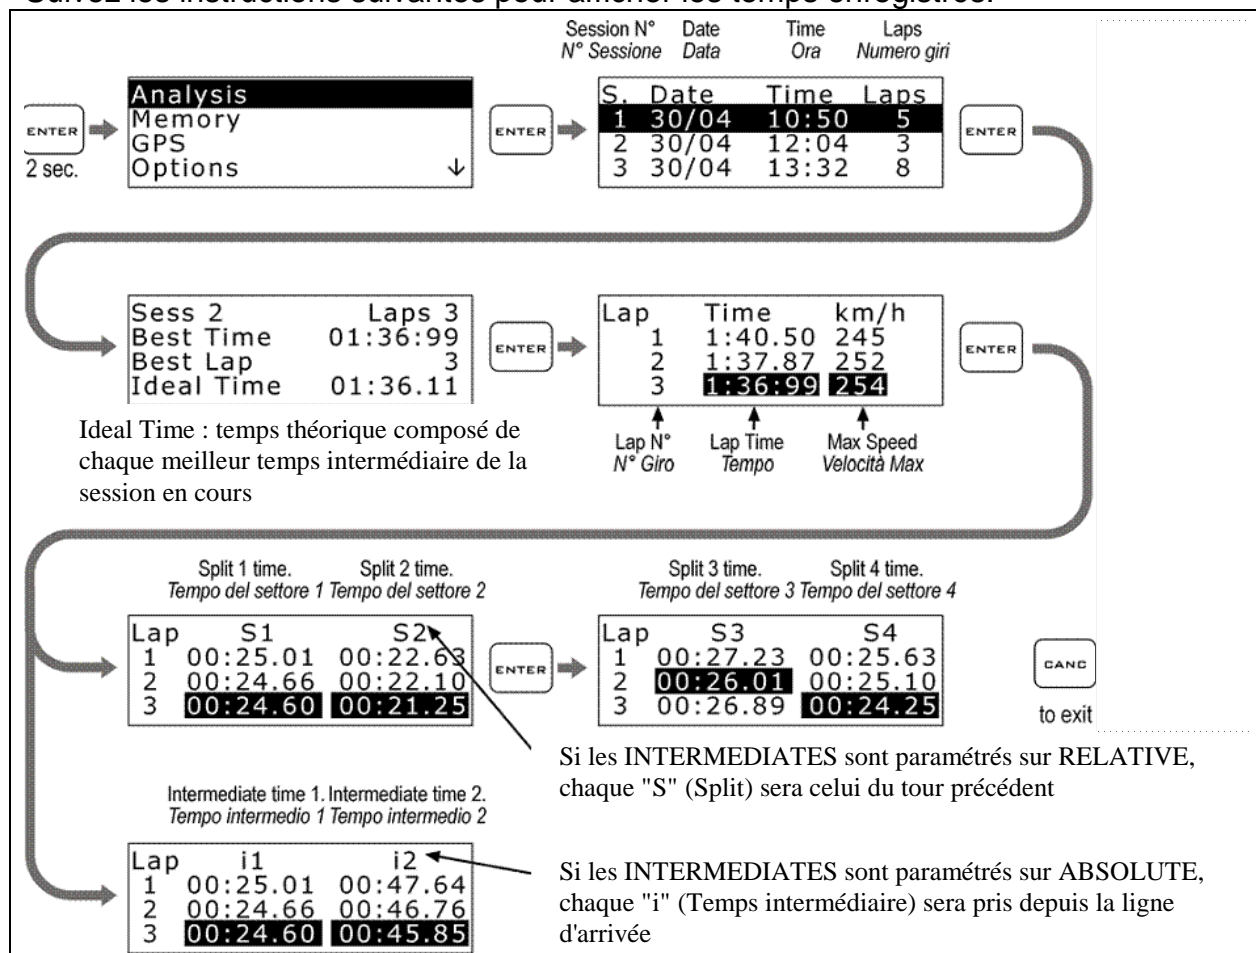 Suivez les instructions suivantes pour afficher les temps enregistrés.
Session N° Date Time Laps
N° Sessione Data Ora Numero giri
ENTER
2 sec.
Analysis
Memory
GPS
Options ↓
ENTER
S. Date Time Laps
1 30/04 10:50 5
2 30/04 12:04 3
3 30/04 13:32 8
ENTER
Sess 2 Laps 3
Best Time 01:36:99
Best Lap 3
Ideal Time 01:36.11
ENTER
Lap Time km/h
1 1:40.50 245
2 1:37.87 252
3 1:36:99 254
ENTER
Ideal Time : temps théorique composé de
chaque meilleur temps intermédiaire de la
session en cours
Lap N° Lap Time Max Speed
N° Giro Tempo Velocità Max
Split 1 time. Split 2 time.
Tempo del settore 1 Tempo del settore 2
Lap S1 S2
1 00:25.01 00:22.63
2 00:24.66 00:22.10
3 00:24.60 00:21.25
ENTER
Split 3 time. Split 4 time.
Tempo del settore 3 Tempo del settore 4
Lap S3 S4
1 00:27.23 00:25.63
2 00:26.01 00:25.10
3 00:26.89 00:24.25
CANC
to exit
Si les INTERMEDIATES sont paramétrés sur RELATIVE,
chaque "S" (Split) sera celui du tour précédent
Intermediate time 1. Intermediate time 2.
Tempo intermedio 1 Tempo intermedio 2
Lap i1 i2
1 00:25.01 00:47.64
2 00:24.66 00:46.76
3 00:24.60 00:45.85
Si les INTERMEDIATES sont paramétrés sur ABSOLUTE,
chaque "i" (Temps intermédiaire) sera pris depuis la ligne
d'arrivée